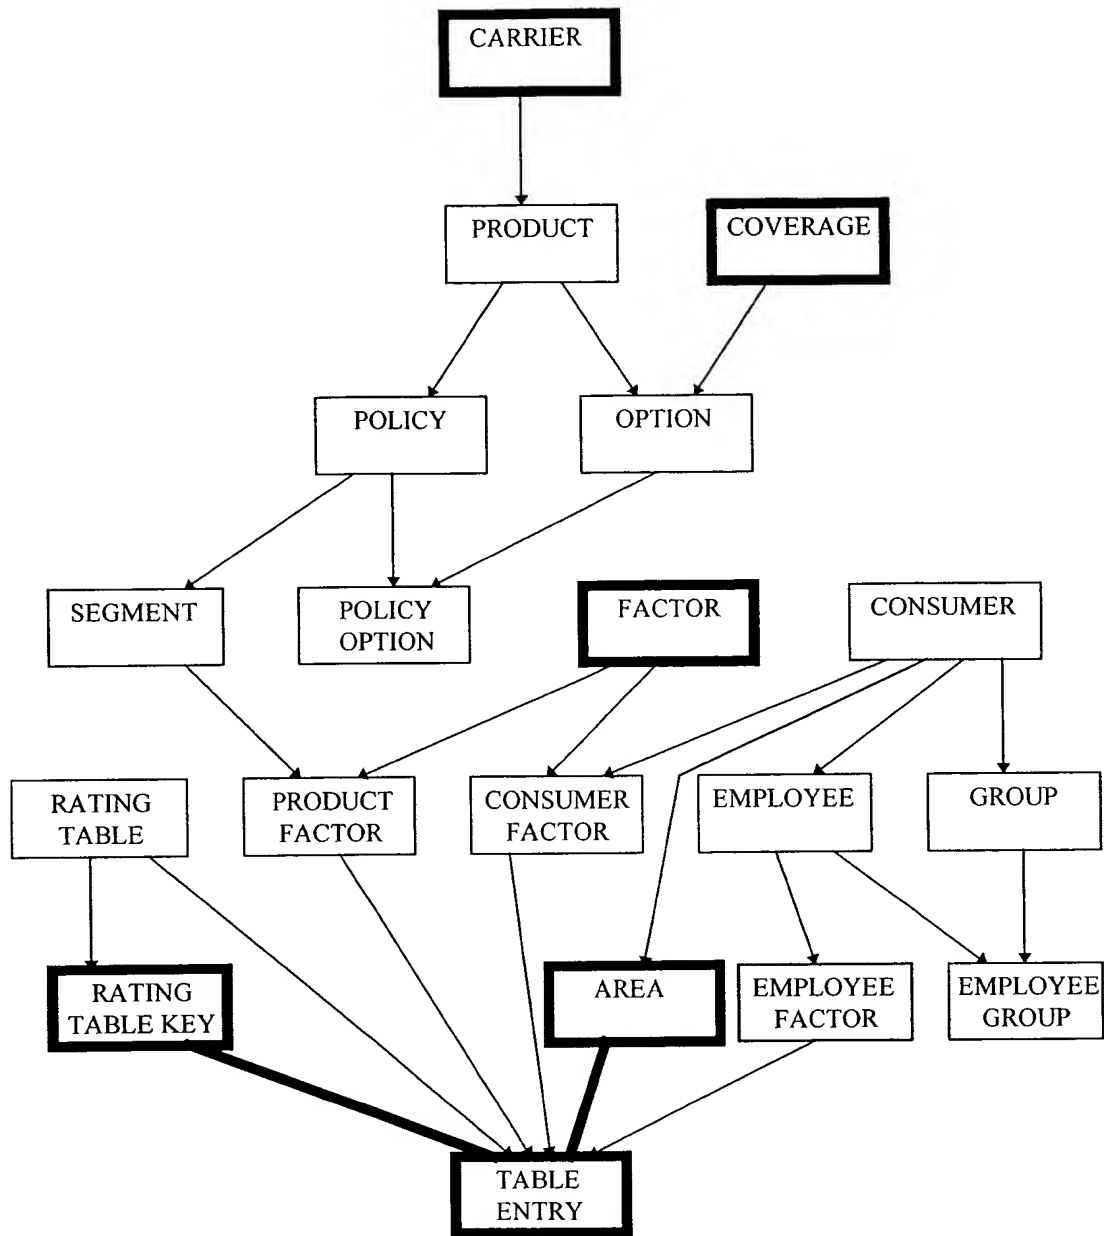 CARRIER
PRODUCT
COVERAGE
POLICY
OPTION
SEGMENT
POLICY
OPTION
FACTOR
CONSUMER
RATING
TABLE
PRODUCT
FACTOR
CONSUMER
FACTOR
EMPLOYEE
GROUP
RATING
TABLE KEY
AREA
EMPLOYEE
FACTOR
EMPLOYEE
GROUP
TABLE
ENTRY